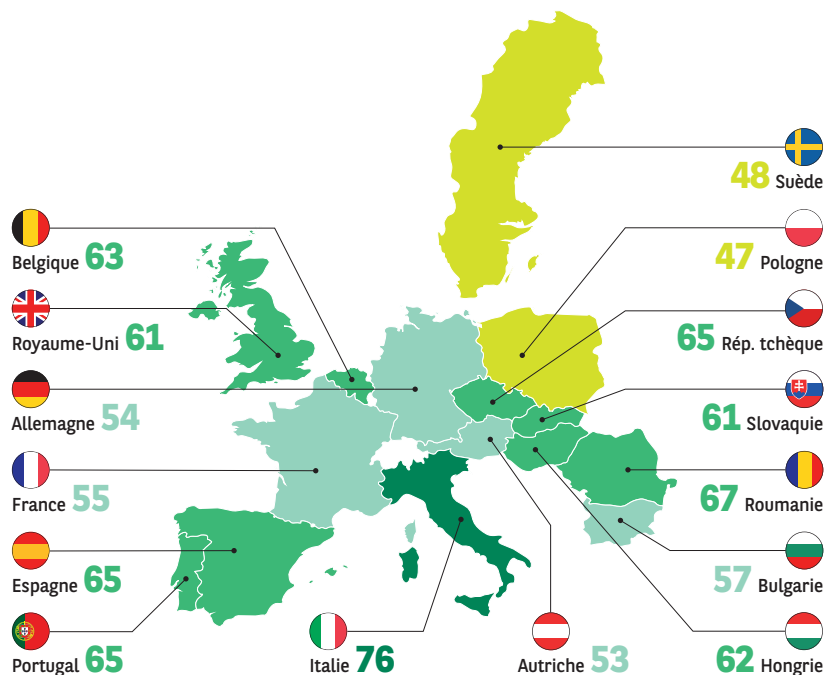 48 Suède
Belgique 63
47 Pologne
Royaume-Uni 61
65 Rép. tchèque
Allemagne 54
61 Slovaquie
France 55
67 Roumanie
Espagne 65
57 Bulgarie
Portugal 65
Italie 76
Autriche 53
62 Hongrie